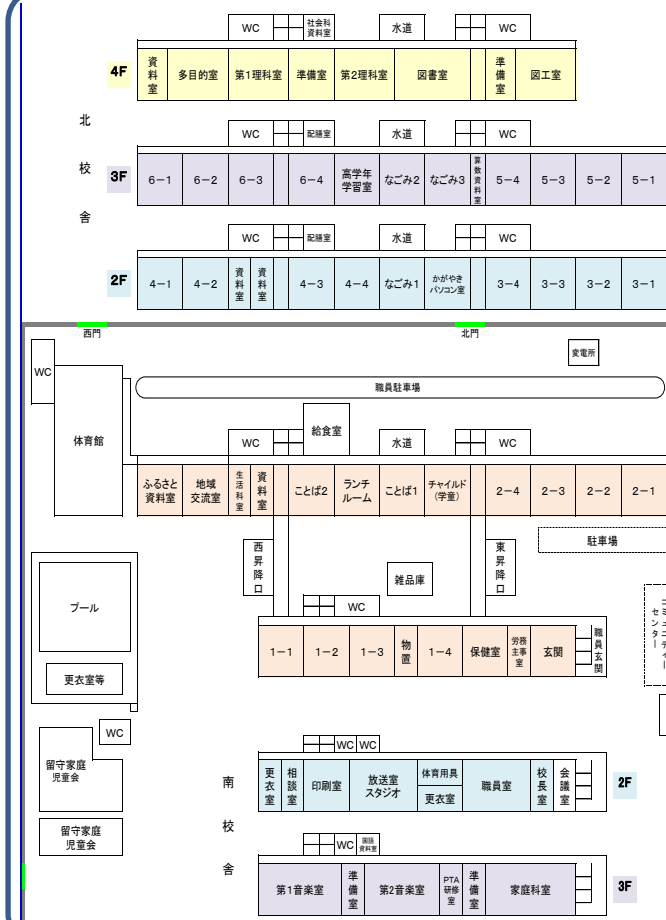 WC
社会科
資料室
水道
WC
4F
資料室
多目的室
第1理科室
準備室
第2理科室
図書室
準備室
図工室
北校舎
WC
配膳室
水道
WC
3F
6－1
6－2
6－3
6－4
高学年
学習室
なごみ2
なごみ3
算数資料室
5－4
5－3
5－2
5－1
WC
配膳室
水道
WC
2F
4－1
4－2
資料室
資料室
4－3
4－4
なごみ1
かがやき
パソコン室
3－4
3－3
3－2
3－1
西門
北門
変電所
WC
職員駐車場
体育館
給食室
WC
水道
WC
ふるさと
資料室
地域
交流室
生活科室
資料室
ことば2
ランチ
ルーム
ことば1
チャイルド
（学童）
2－4
2－3
2－2
2－1
西昇降口
東昇降口
駐車場
雑品庫
プール
更衣室等
WC
コミュニティー
センター
1－1
1－2
1－3
物置
1－4
保健室
労務
主事
室
玄関
職員玄関
WC
留守家庭
児童会
留守家庭
児童会
南校舎
WC
WC
更衣室
相談室
印刷室
放送室
スタジオ
体育用具
更衣室
職員室
校長室
会議室
2F
WC
国語
資料室
第1音楽室
準備室
第2音楽室
PTA
研修
室
準備室
家庭科室
3F